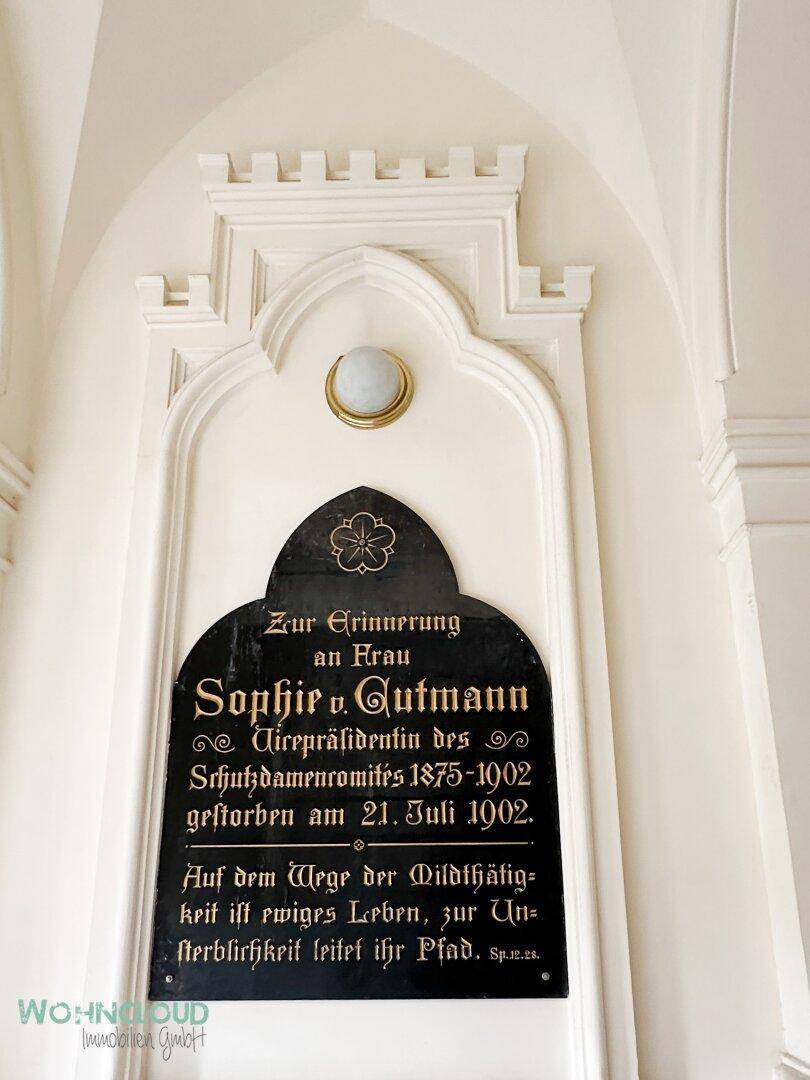 Zur Erinnerung
an Frau
Sophie v. Gutmann
Vicepräsidentin des
Schutzdamencomités 1875-1902
gestorben am 21. Juli 1902.
Auf dem Wege der Mildthätig=
keit ist ewiges Leben, zur Un=
sterblichkeit leitet ihr Pfad. Sp. 12.28.
WOHNCLOUD
Immobilien GmbH